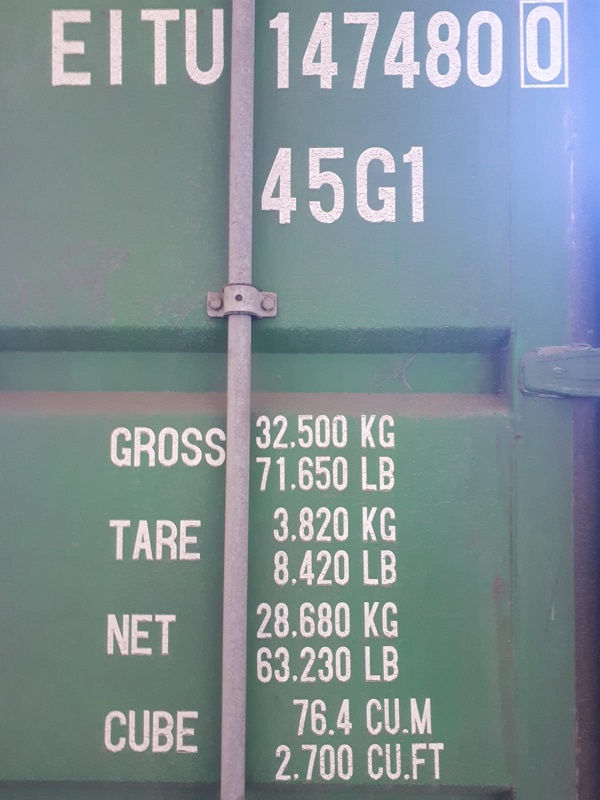 EITU 147480 0
45G1
GROSS 32.500 KG
71.650 LB
TARE 3.820 KG
8.420 LB
NET 28.680 KG
63.230 LB
CUBE 76.4 CU.M
2.700 CU.FT